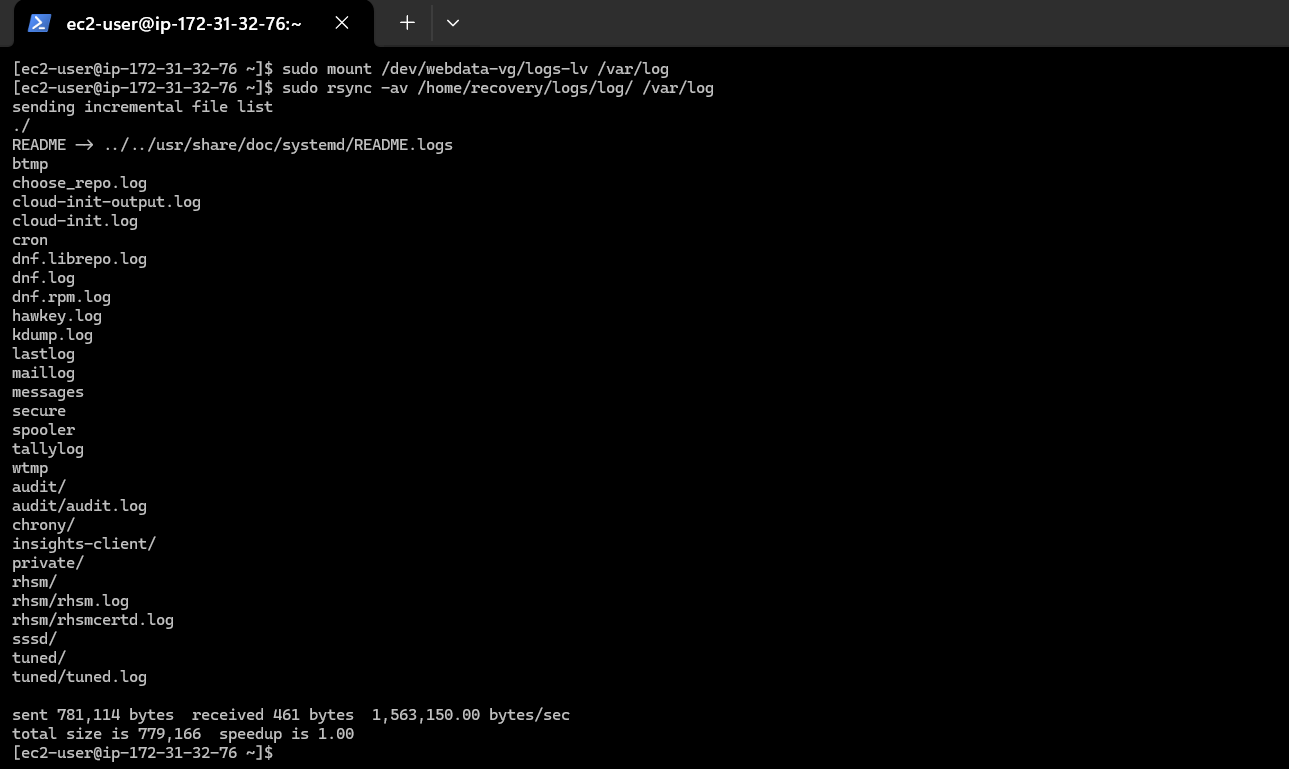 ec2-user@ip-172-31-32-76:~
[ec2-user@ip-172-31-32-76 ~]$ sudo mount /dev/webdata-vg/logs-lv /var/log
[ec2-user@ip-172-31-32-76 ~]$ sudo rsync -av /home/recovery/logs/log/ /var/log
sending incremental file list
./
README -> ../../usr/share/doc/systemd/README.logs
btmp
choose_repo.log
cloud-init-output.log
cloud-init.log
cron
dnf.librepo.log
dnf.log
dnf.rpm.log
hawkey.log
kdump.log
lastlog
maillog
messages
secure
spooler
tallylog
wtmp
audit/
audit/audit.log
chrony/
insights-client/
private/
rhsm/
rhsm/rhsm.log
rhsm/rhsmcertd.log
sssd/
tuned/
tuned/tuned.log
sent 781,114 bytes  received 461 bytes  1,563,150.00 bytes/sec
total size is 779,166  speedup is 1.00
[ec2-user@ip-172-31-32-76 ~]$